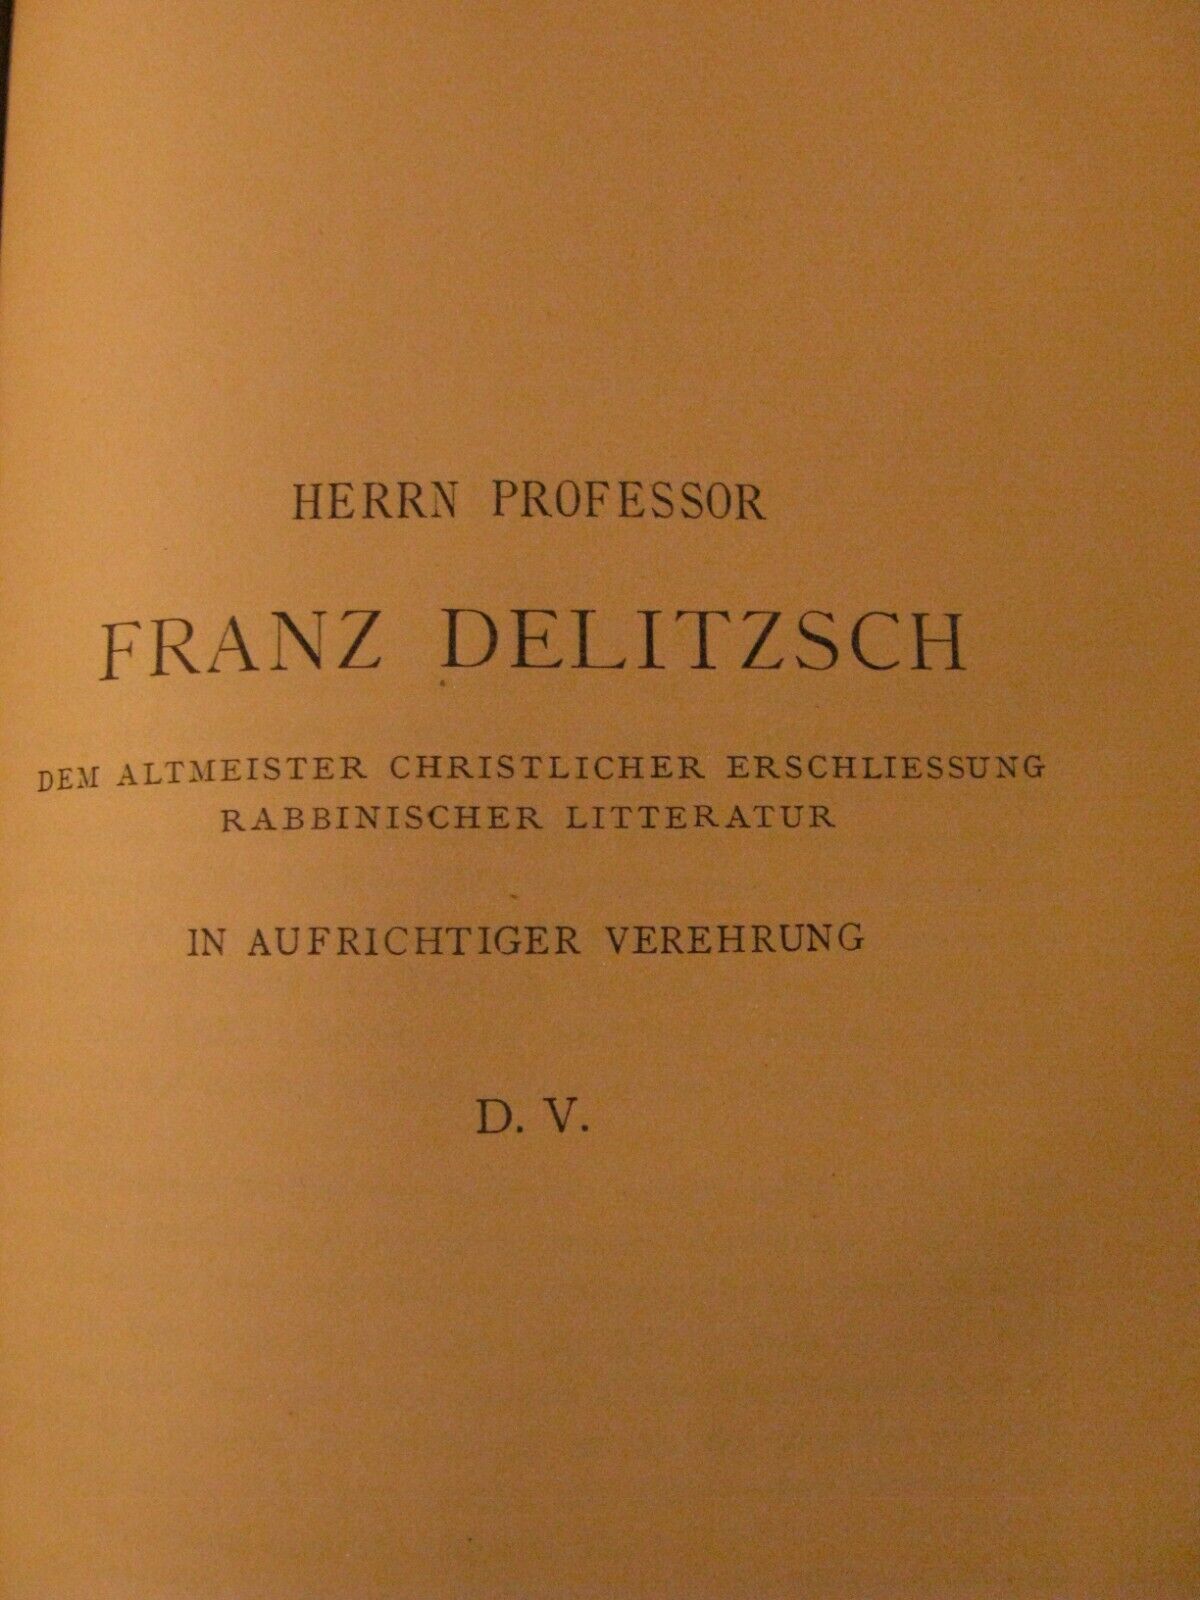 HERRN PROFESSOR
FRANZ DELITZSCH
DEM ALTMEISTER CHRISTLICHER ERSCHLIESSUNG
RABBINISCHER LITTERATUR
IN AUFRICHTIGER VEREHRUNG
D. V.